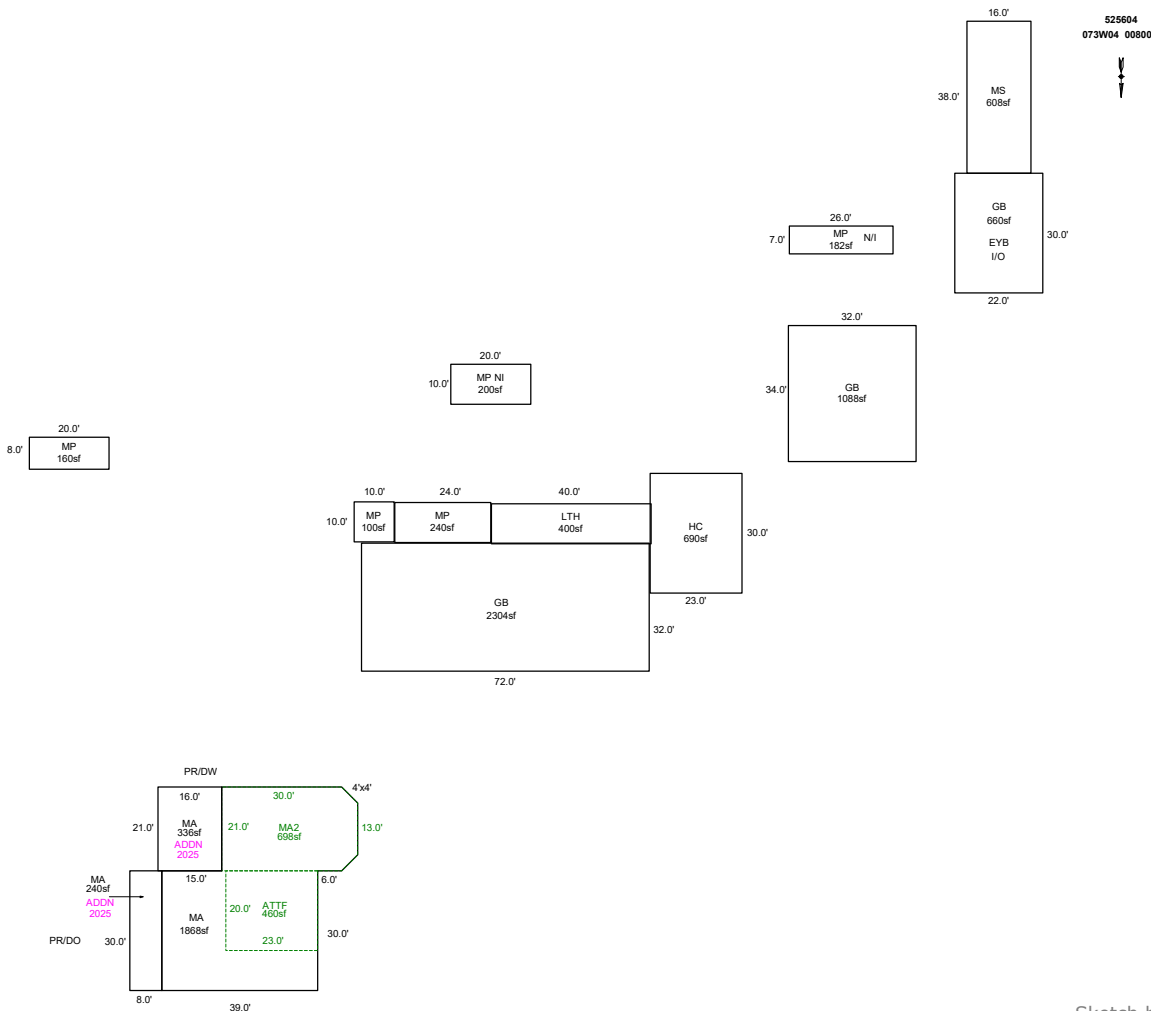 525604
073W04 00800
16.0'
38.0'
MS
608sf
GB
660sf
EYB
I/O
30.0'
22.0'
26.0'
7.0'
MP
N/I
182sf
32.0'
34.0'
GB
1088sf
20.0'
10.0'
MP NI
200sf
20.0'
8.0'
MP
160sf
10.0'
24.0'
40.0'
10.0'
MP
100sf
MP
240sf
LTH
400sf
HC
690sf
30.0'
23.0'
GB
2304sf
32.0'
72.0'
PR/DW
4'x4'
16.0'
30.0'
21.0'
MA
336sf
ADDN
2025
21.0'
MA2
698sf
13.0'
15.0'
6.0'
MA
240sf
ADDN
2025
20.0'
ATTF
460sf
MA
1868sf
23.0'
30.0'
PR/DO
30.0'
8.0'
39.0'
Sketch